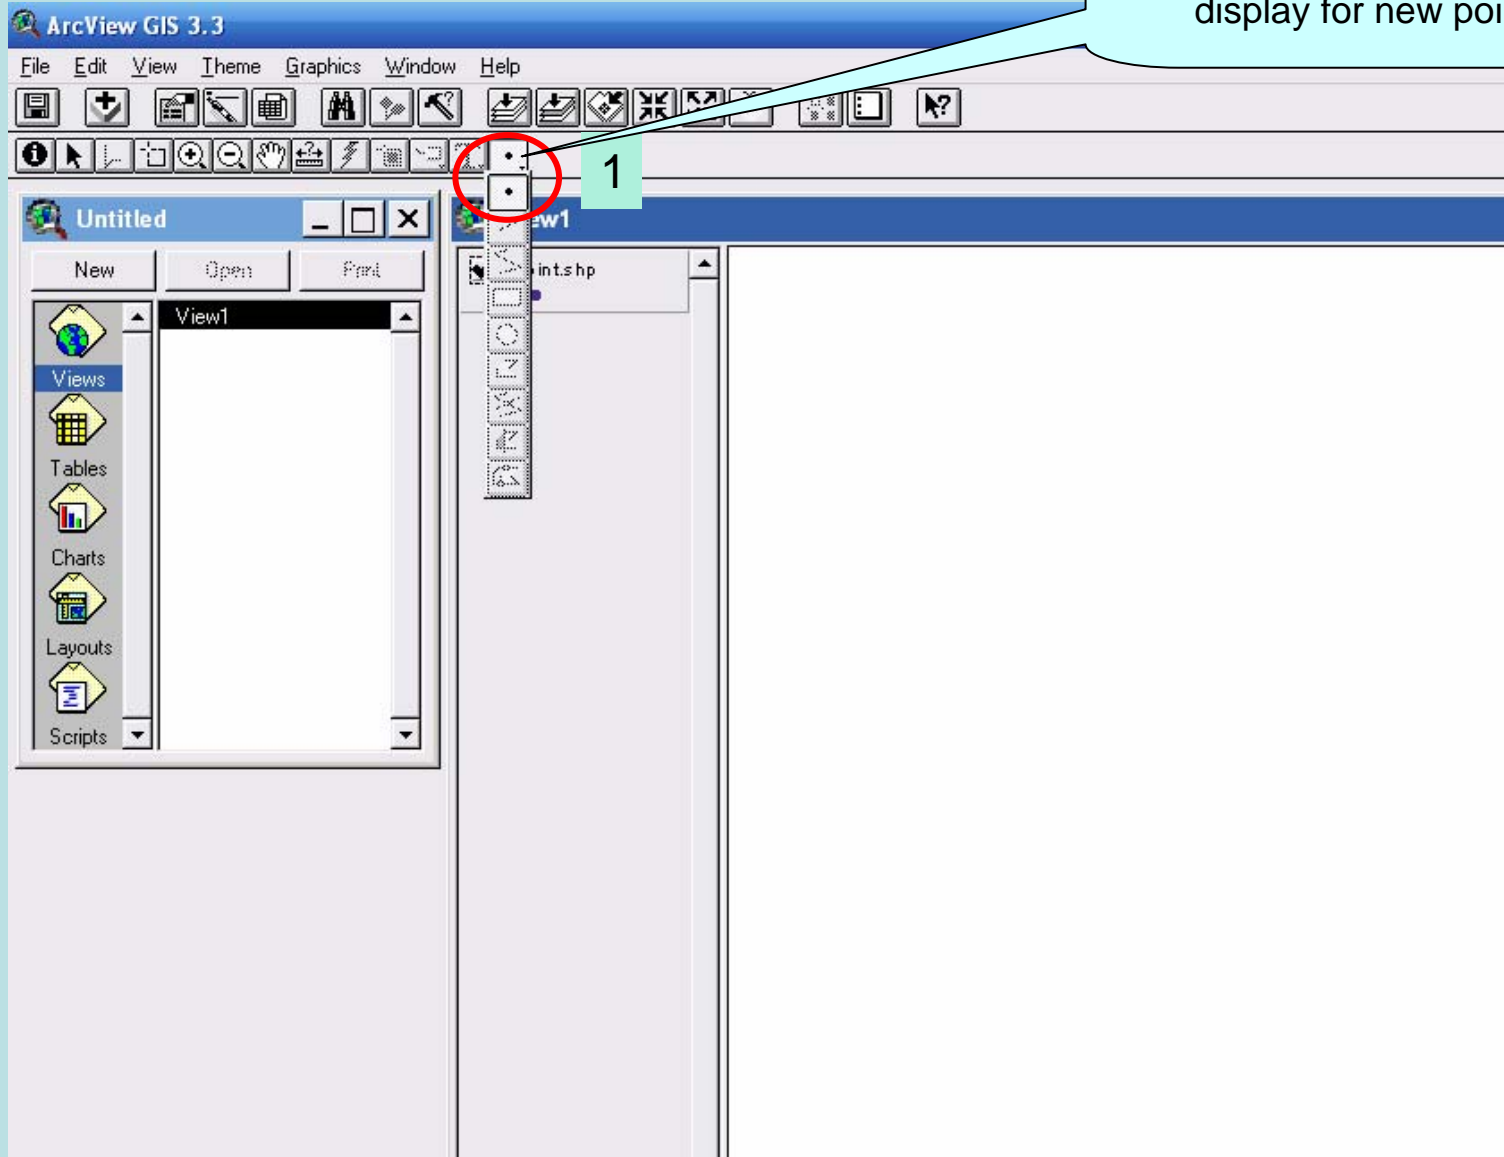 display for new poi
ArcView GIS 3.3
File Edit View Theme Graphics Window Help
1
Untitled
New Open Print
View1
Views
Tables
Charts
Layouts
Scripts
ew1
int.shp